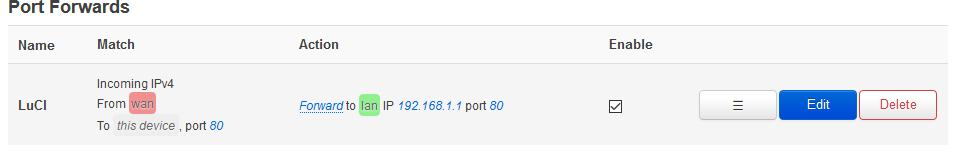 Port Forwards
Name Match Action Enable
Incoming IPv4
LuCI From wan Forward to lan IP 192.168.1.1 port 80 ☰ Edit Delete
To this device , port 80